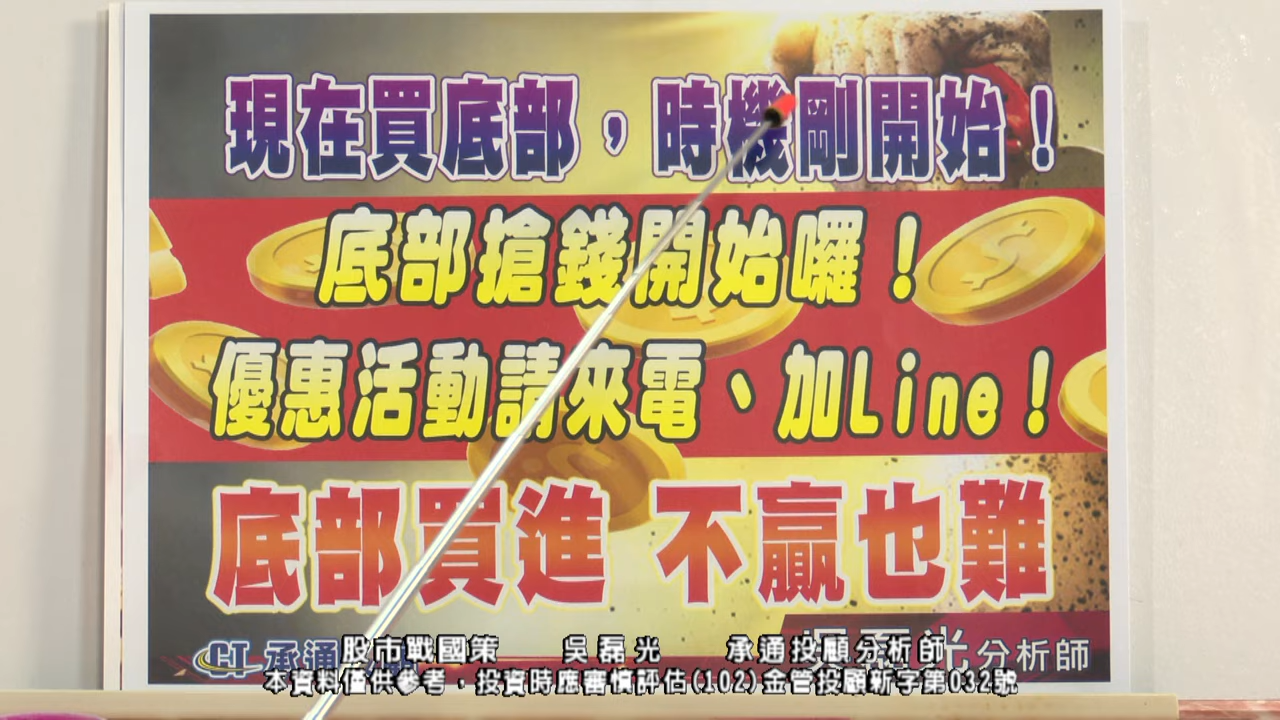 現在買底部，時機剛開始！
底部搶錢開始囉！
優惠活動請來電、加Line！
底部買進 不贏也難
CT 承通
光分析師
股市戰國策 吳磊光 承通投顧分析師
本資料僅供參考，投資時應審慎評估(102)金管投顧新字第032號